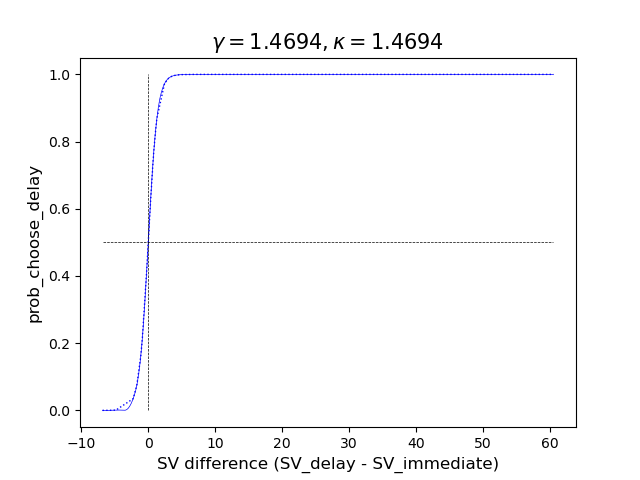 γ = 1.4694, κ = 1.4694
1.0
0.8
0.6
0.4
0.2
0.0
prob_choose_delay
−10 0 10 20 30 40 50 60
SV difference (SV_delay - SV_immediate)